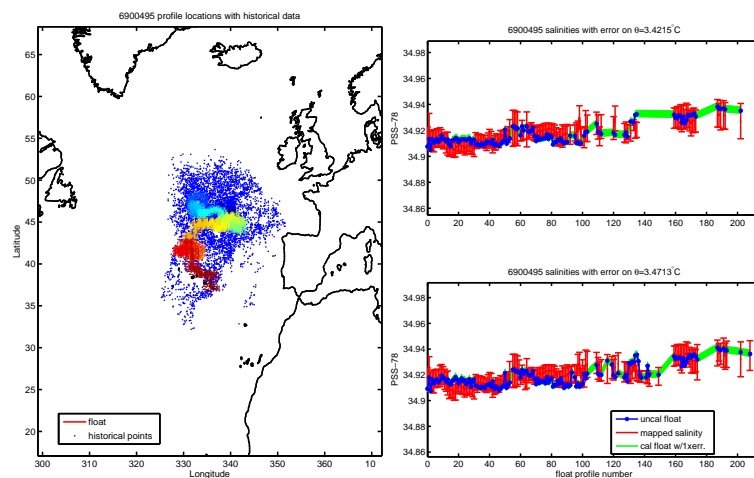 6900495 profile locations with historical data
65
60
55
50
45
40
35
30
25
20
Latitude
float
historical points
300 310 320 330 340 350 360 10
Longitude
6900495 salinities with error on θ=3.4215°C
34.98
34.96
34.94
34.92
34.9
34.88
34.86
PSS−78
0 20 40 60 80 100 120 140 160 180 200
6900495 salinities with error on θ=3.4713°C
34.98
34.96
34.94
34.92
34.9
34.88
34.86
PSS−78
uncal float
mapped salinity
cal float w/1xerr.
0 20 40 60 80 100 120 140 160 180 200
float profile number